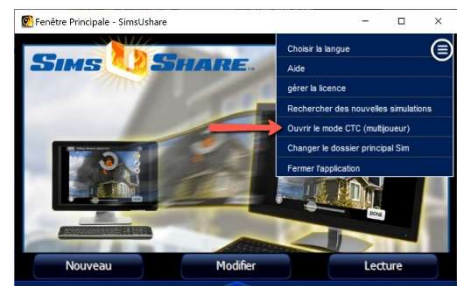 Fenêtre Principale - SimsUshare
SIMS U SHARE
Choisir la langue
Aide
gérer la licence
Rechercher des nouvelles simulations
Ouvrir le mode CTC (multijoueur)
Changer le dossier principal Sim
Fermer l'application
DONE
Nouveau
Modifier
Lecture